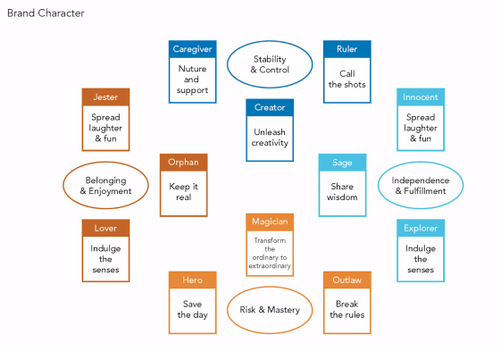 Brand Character
Caregiver
Nuture
and
support
Stability
& Control
Ruler
Call
the shots
Creator
Unleash
creativity
Jester
Spread
laughter
& fun
Innocent
Spread
laughter
& fun
Belonging
& Enjoyment
Orphan
Keep it
real
Sage
Share
wisdom
Independence
& Fulfillment
Lover
Indulge
the senses
Magician
Transform
the
ordinary to
extraordinary
Explorer
Indulge
the senses
Hero
Save
the day
Risk & Mastery
Outlaw
Break
the rules